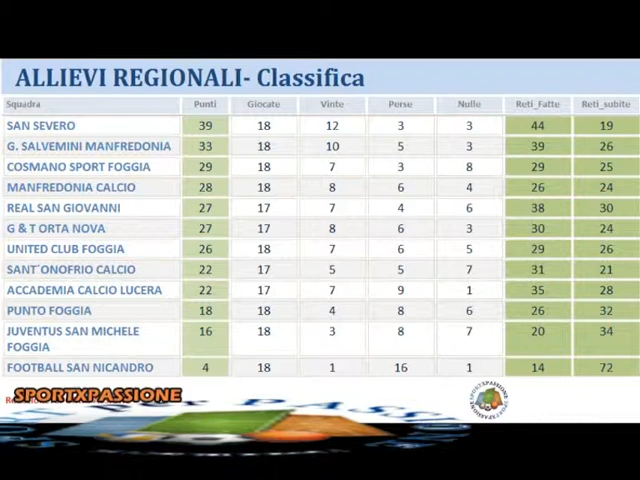 ALLIEVI REGIONALI- Classifica
Squadra Punti Giocate Vinte Perse Nulle Reti_Fatte Reti_subite
SAN SEVERO 39 18 12 3 3 44 19
G. SALVEMINI MANFREDONIA 33 18 10 5 3 39 26
COSMANO SPORT FOGGIA 29 18 7 3 8 29 25
MANFREDONIA CALCIO 28 18 8 6 4 26 24
REAL SAN GIOVANNI 27 17 7 4 6 38 30
G & T ORTA NOVA 27 17 8 6 3 30 24
UNITED CLUB FOGGIA 26 18 7 6 5 29 26
SANT´ONOFRIO CALCIO 22 17 5 5 7 31 21
ACCADEMIA CALCIO LUCERA 22 17 7 9 1 35 28
PUNTO FOGGIA 18 18 4 8 6 26 32
JUVENTUS SAN MICHELE
FOGGIA 16 18 3 8 7 20 34
FOOTBALL SAN NICANDRO 4 18 1 16 1 14 72
SPORTXPASSIONE